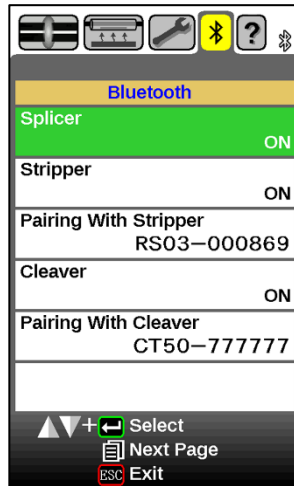 ?
Bluetooth
Splicer
ON
Stripper
ON
Pairing With Stripper
RS03-000869
Cleaver
ON
Pairing With Cleaver
CT50-777777
+ Select
Next Page
ESC Exit